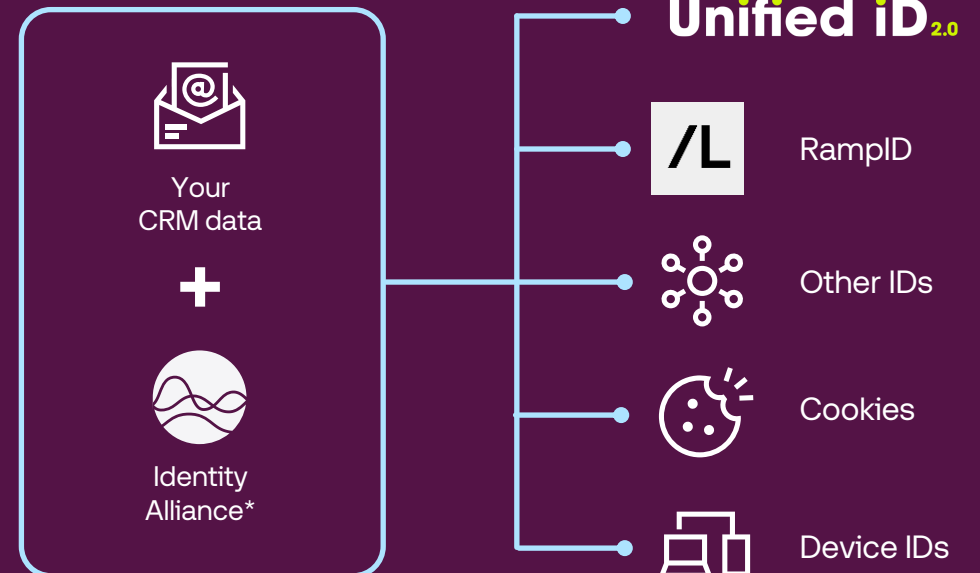 Unified iD 2.0
@
Your
CRM data
+
Identity
Alliance*
/L
RampID
Other IDs
Cookies
Device IDs